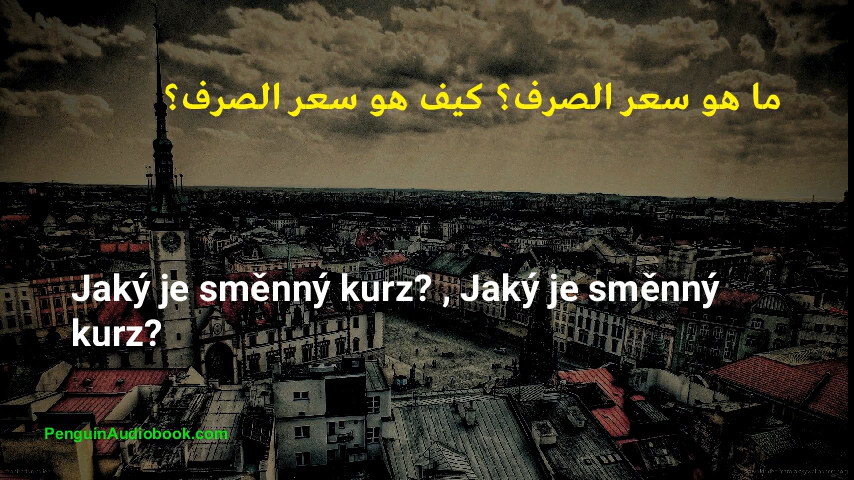 ما هو سعر الصرف؟ كيف هو سعر الصرف؟
Jaký je směnný kurz? , Jaký je směnný
kurz?
PenguinAudiobook.com